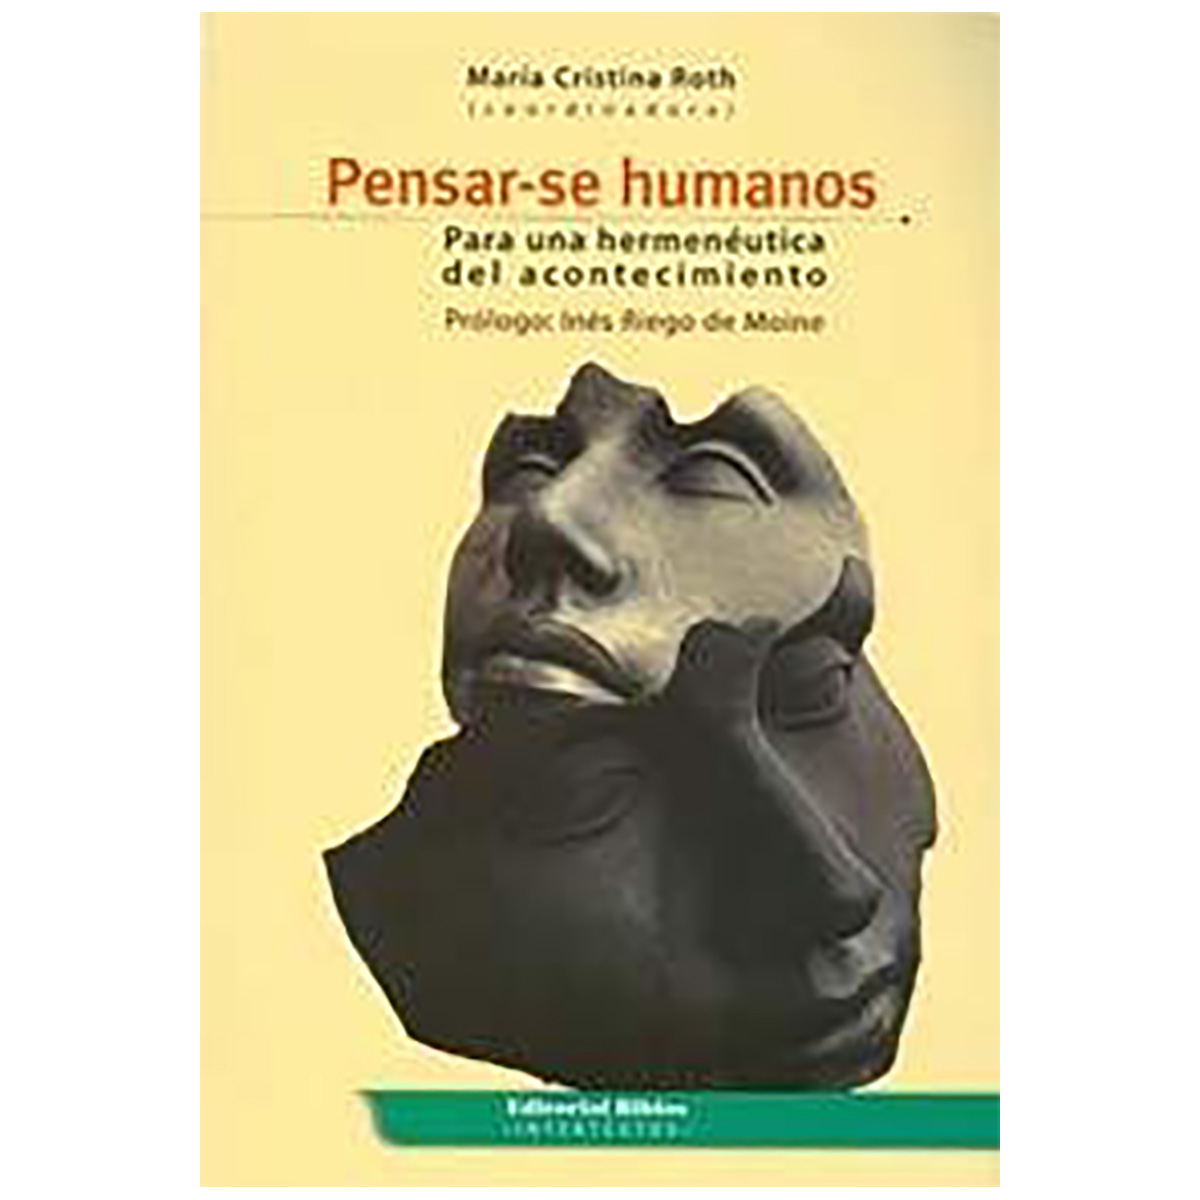 María Cristina Roth
(coordinadora)
Pensar-se humanos
Para una hermenéutica
del acontecimiento
Prólogo: Inés Riego de Moine
Editorial Biblos
INTERTEXTOS